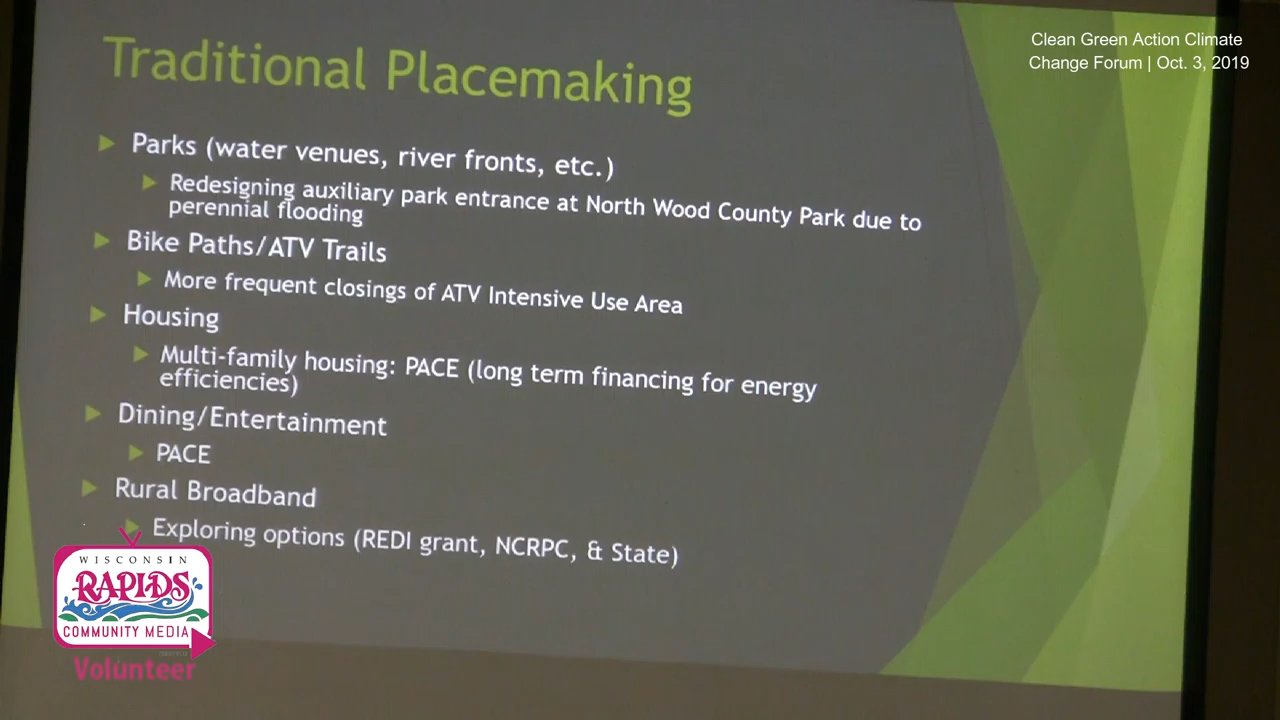 Clean Green Action Climate
Change Forum | Oct. 3, 2019
Traditional Placemaking
Parks (water venues, river fronts, etc.)
Redesigning auxiliary park entrance at North Wood County Park due to
perennial flooding
Bike Paths/ATV Trails
More frequent closings of ATV Intensive Use Area
Housing
Multi-family housing: PACE (long term financing for energy
efficiencies)
Dining/Entertainment
PACE
Rural Broadband
Exploring options (REDI grant, NCRPC, & State)
WISCONSIN
RAPIDS
COMMUNITY MEDIA
Volunteer